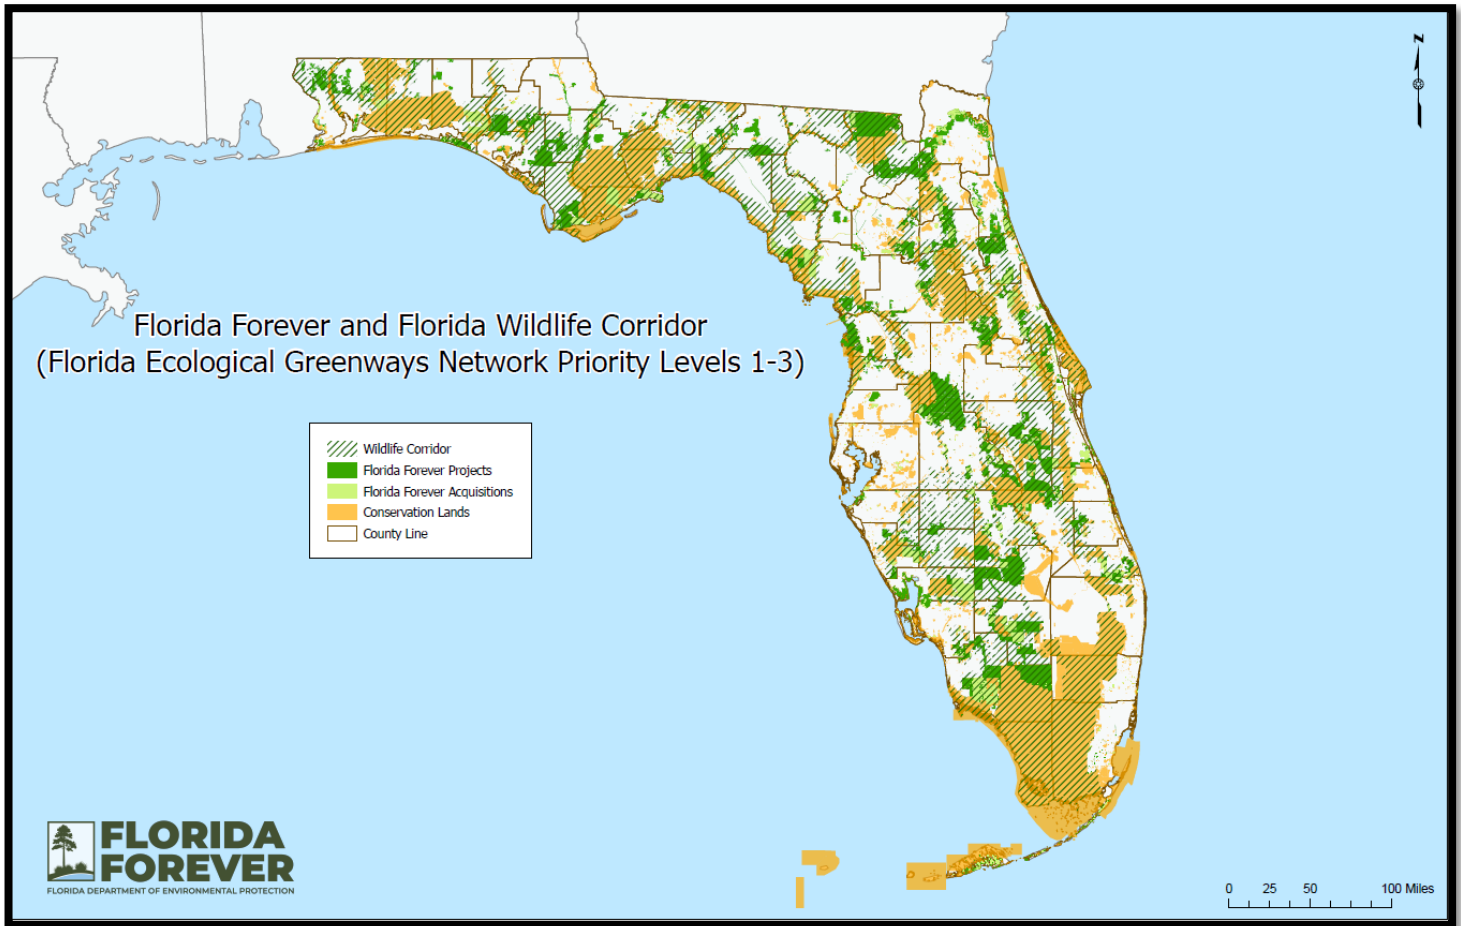 N
Florida Forever and Florida Wildlife Corridor
(Florida Ecological Greenways Network Priority Levels 1-3)
Wildlife Corridor
Florida Forever Projects
Florida Forever Acquisitions
Conservation Lands
County Line
FLORIDA
FOREVER
FLORIDA DEPARTMENT OF ENVIRONMENTAL PROTECTION
0 25 50 100 Miles